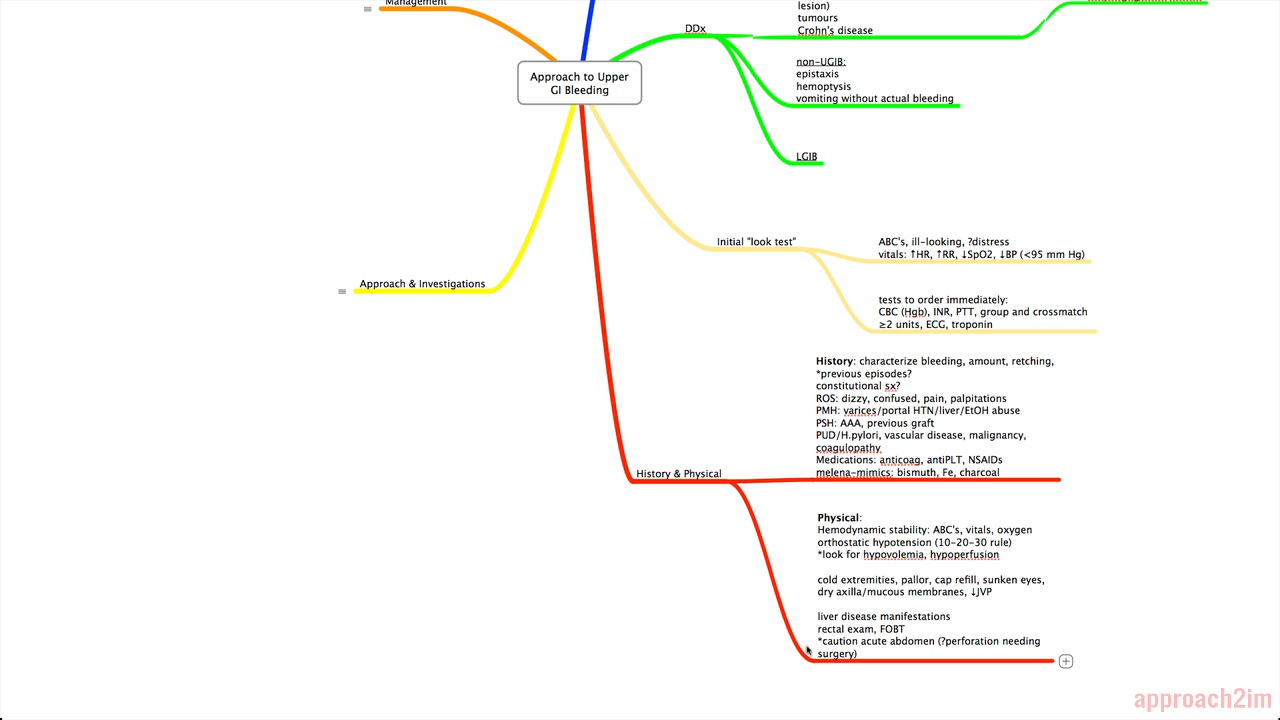 Management
Approach to Upper
GI Bleeding
DDx
lesion)
tumours
Crohn's disease
non-UGIB:
epistaxis
hemoptysis
vomiting without actual bleeding
LGIB
Initial "look test"
ABC's, ill-looking, ?distress
vitals: ↑HR, ↑RR, ↓SpO2, ↓BP (<95 mm Hg)
tests to order immediately:
CBC (Hgb), INR, PTT, group and crossmatch
≥2 units, ECG, troponin
Approach & Investigations
History & Physical
History: characterize bleeding, amount, retching,
*previous episodes?
constitutional sx?
ROS: dizzy, confused, pain, palpitations
PMH: varices/portal HTN/liver/EtOH abuse
PSH: AAA, previous graft
PUD/H.pylori, vascular disease, malignancy,
coagulopathy
Medications: anticoag, antiPLT, NSAIDs
melena-mimics: bismuth, Fe, charcoal
Physical:
Hemodynamic stability: ABC's, vitals, oxygen
orthostatic hypotension (10-20-30 rule)
*look for hypovolemia, hypoperfusion
cold extremities, pallor, cap refill, sunken eyes,
dry axilla/mucous membranes, ↓JVP
liver disease manifestations
rectal exam, FOBT
*caution acute abdomen (?perforation needing
surgery)
approach2im